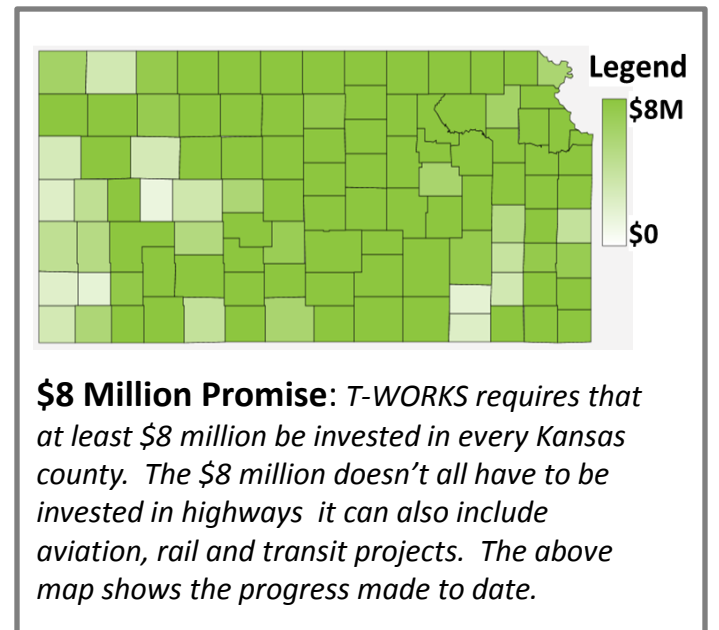 Legend
$8M
$0
$8 Million Promise: T-WORKS requires that
at least $8 million be invested in every Kansas
county.  The $8 million doesn't all have to be
invested in highways  it can also include
aviation, rail and transit projects.  The above
map shows the progress made to date.